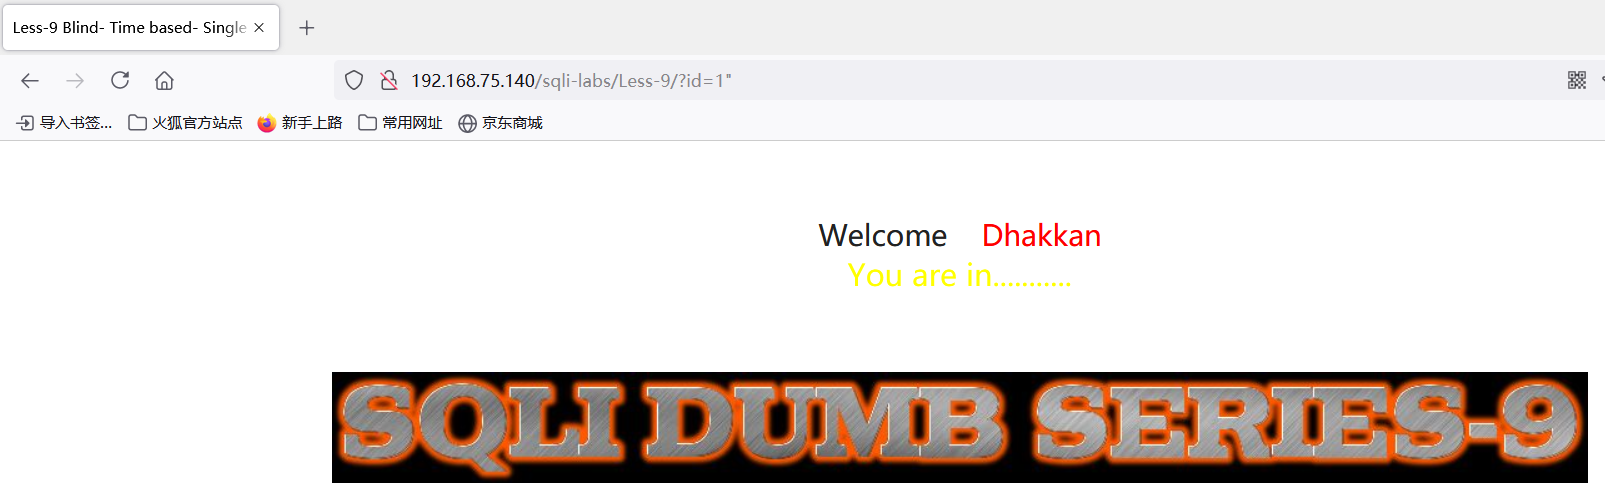 Less-9 Blind- Time based- Single
192.168.75.140/sqli-labs/Less-9/?id=1"
导入书签... 火狐官方站点 新手上路 常用网址 京东商城
Welcome Dhakkan
You are in...........
SQLI DUMB SERIES-9